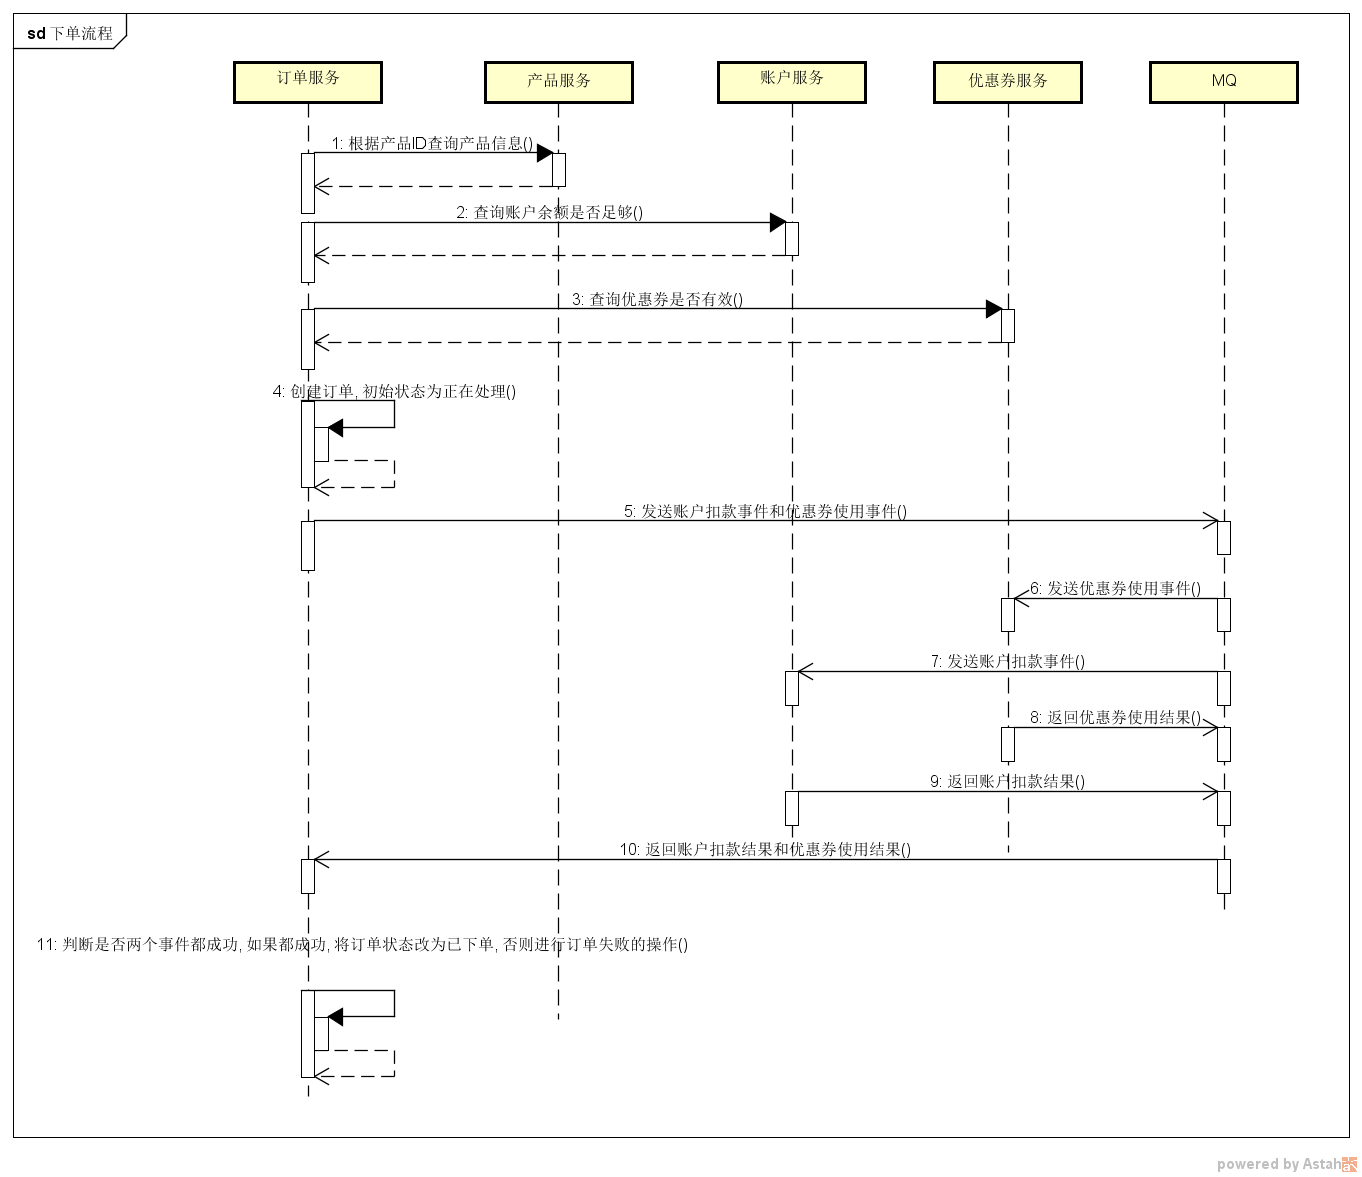 sd 下单流程
订单服务
产品服务
账户服务
优惠券服务
MQ
1: 根据产品ID查询产品信息()
2: 查询账户余额是否足够()
3: 查询优惠券是否有效()
4: 创建订单, 初始状态为正在处理()
5: 发送账户扣款事件和优惠券使用事件()
6: 发送优惠券使用事件()
7: 发送账户扣款事件()
8: 返回优惠券使用结果()
9: 返回账户扣款结果()
10: 返回账户扣款结果和优惠券使用结果()
11: 判断是否两个事件都成功, 如果都成功, 将订单状态改为已下单, 否则进行订单失败的操作()
powered by Astah